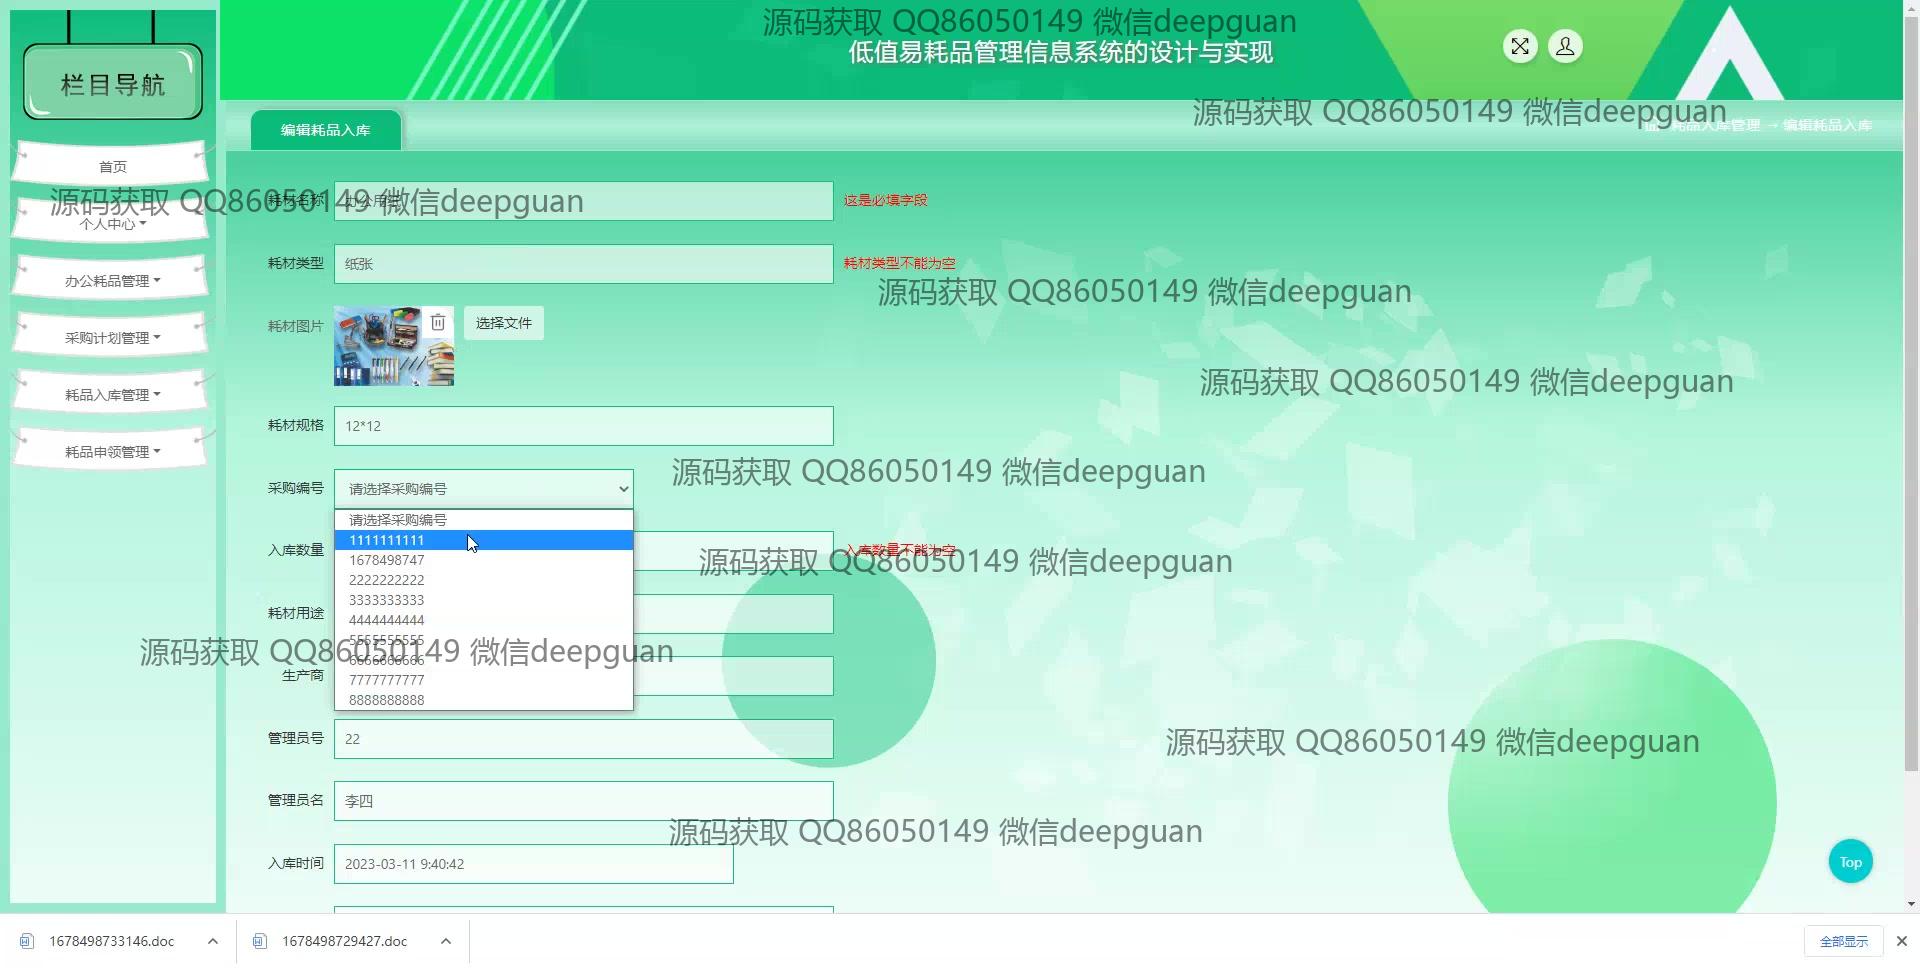 源码获取 QQ86050149 微信deepguan
低值易耗品管理信息系统的设计与实现
栏目导航
源码获取 QQ86050149 微信deepguan
编辑耗品入库
耗品入库管理 → 编辑耗品入库
首页
源码获取 QQ86050149 微信deepguan
耗材名称
办公用
这是必填字段
个人中心
耗材类型
纸张
耗材类型不能为空
办公耗品管理
源码获取 QQ86050149 微信deepguan
耗材图片
选择文件
采购计划管理
源码获取 QQ86050149 微信deepguan
耗品入库管理
耗材规格
12*12
耗品申领管理
源码获取 QQ86050149 微信deepguan
采购编号
请选择采购编号
请选择采购编号
1111111111
入库数量
入库数量不能为空
1678498747
源码获取 QQ86050149 微信deepguan
2222222222
3333333333
耗材用途
4444444444
5555555555
源码获取 QQ86050149 微信deepguan
6666666666
生产商
7777777777
8888888888
管理员号
22
源码获取 QQ86050149 微信deepguan
管理员名
李四
源码获取 QQ86050149 微信deepguan
入库时间
2023-03-11 9:40:42
Top
1678498733146.doc
1678498729427.doc
全部显示